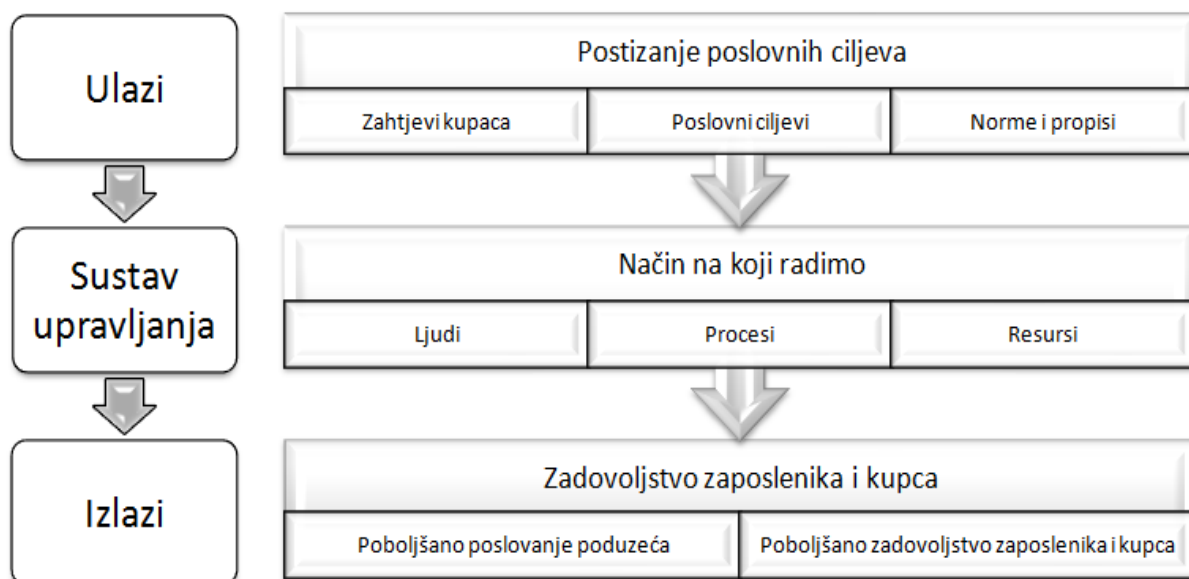 Ulazi
Postizanje poslovnih ciljeva
Zahtjevi kupaca
Poslovni ciljevi
Norme i propisi
Sustav
upravljanja
Način na koji radimo
Ljudi
Procesi
Resursi
Izlazi
Zadovoljstvo zaposlenika i kupca
Poboljšano poslovanje poduzeća
Poboljšano zadovoljstvo zaposlenika i kupca